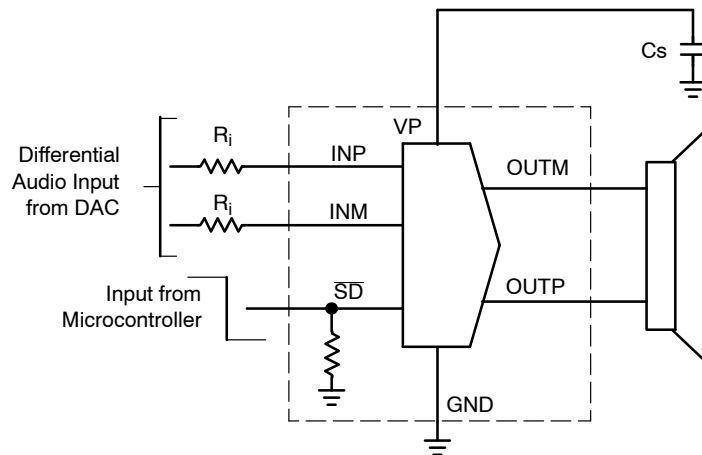 Cs
VP
Differential
Audio Input
from DAC
Ri
INP
OUTM
Ri
INM
Input from
Microcontroller
SD
OUTP
GND